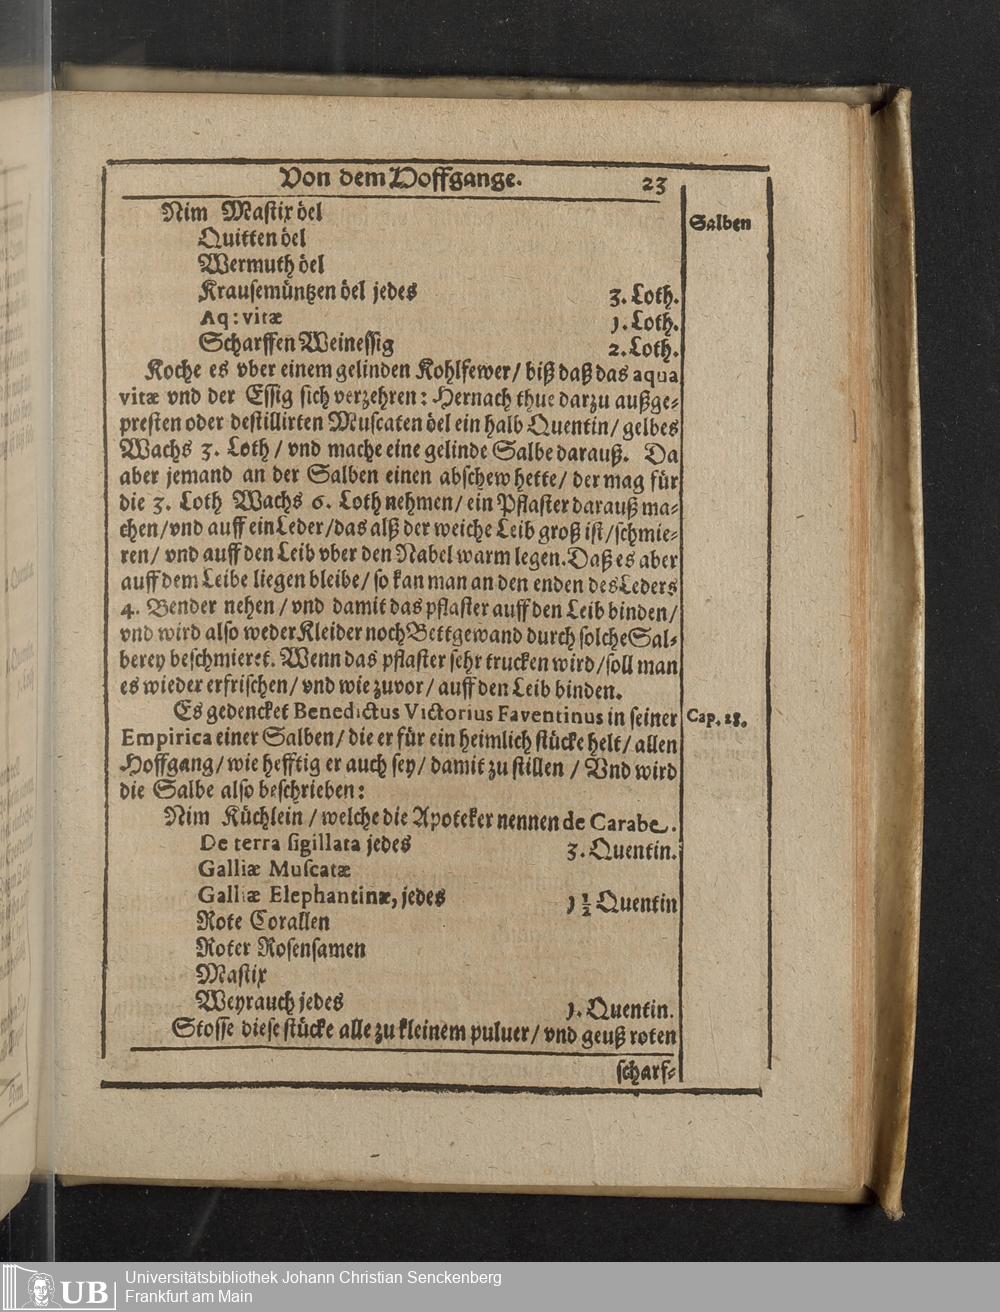 Von dem Hoffgange. 23
Salben
Nim Mastix öel
Quitten öel
Wermuth öel
Krausemüntzen öel jedes 3. Loth.
Aq: vitæ 1. Loth.
Scharffen Weinessig 2. Loth.
Koche es vber einem gelinden Kohlfewer/ biß daß das aqua
vitæ vnd der Essig sich verzehren: Hernach thue darzu außge-
presten oder destillirten Muscaten öel ein halb Quentin/ gelbes
Wachs 3. Loth/ vnd mache eine gelinde Salbe darauß. Da
aber jemand an der Salben einen abschew hette/ der mag für
die 3. Loth Wachs 6. Loth nehmen/ ein Pflaster darauß ma-
chen/ vnd auff ein Leder/ das alß der weiche Leib groß ist/ schmie-
ren/ vnd auff den Leib vber den Nabel warm legen. Daß es aber
auff dem Leibe liegen bleibe/ so kan man an den enden des Leders
4. Bender nehen/ vnd damit das pflaster auff den Leib binden/
vnd wird also weder Kleider noch Bettgewand durch solche Sal-
berey beschmieret. Wenn das pflaster sehr trucken wird/ soll man
es wieder erfrischen/ vnd wie zuvor/ auff den Leib binden.
Es gedencket Benedictus Victorius Faventinus in seiner
Cap. 28.
Empirica einer Salben/ die er für ein heimlich stücke helt/ allen
Hoffgang/ wie hefftig er auch sey/ damit zu stillen/ Vnd wird
die Salbe also beschrieben:
Nim Küchlein/ welche die Apoteker nennen de Carabe.
De terra sigillata jedes 3. Quentin.
Galliæ Muscatæ
Galliæ Elephantinæ, jedes 1 1/2 Quentin
Rote Corallen
Roter Rosensamen
Mastix
Weyrauch jedes 1. Quentin.
Stosse diese stücke alle zu kleinem puluer/ vnd geuß roten
scharf-
UB Universitätsbibliothek Johann Christian Senckenberg
Frankfurt am Main